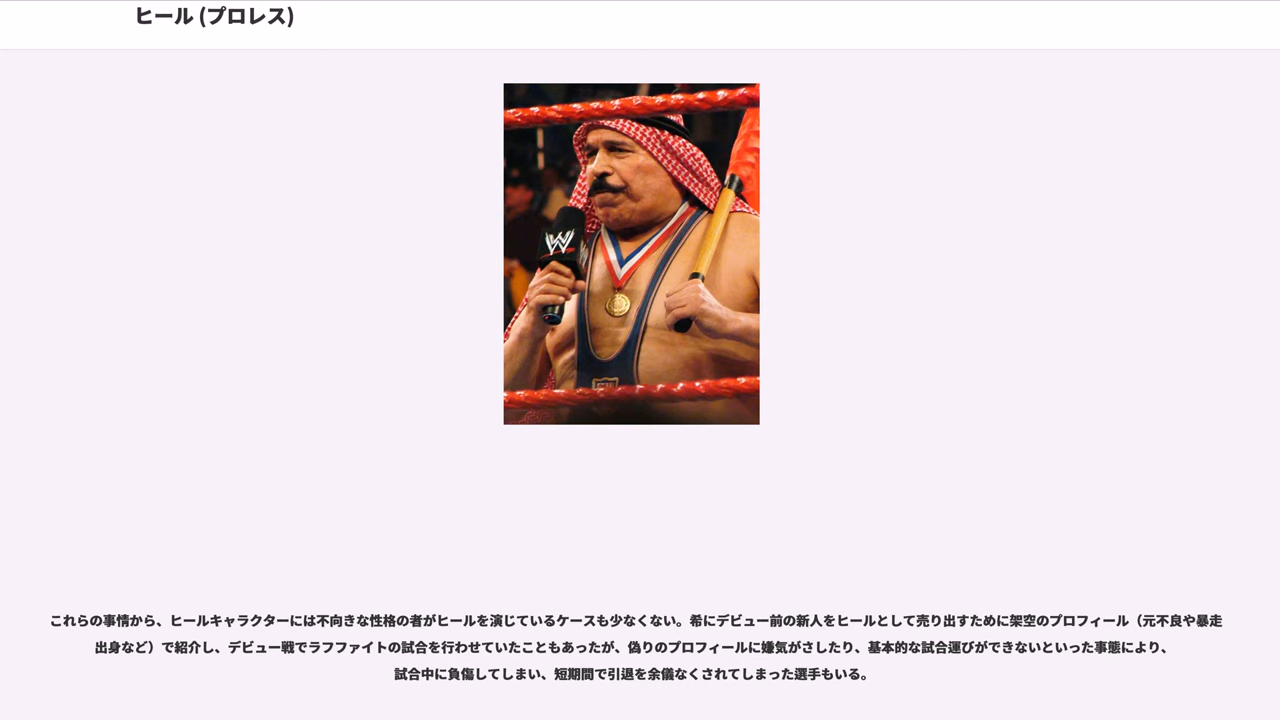 ヒール (プロレス)
W
これらの事情から、ヒールキャラクターには不向きな性格の者がヒールを演じているケースも少なくない。希にデビュー前の新人をヒールとして売り出すために架空のプロフィール（元不良や暴走
出身など）で紹介し、デビュー戦でラフファイトの試合を行わせていたこともあったが、偽りのプロフィールに嫌気がさしたり、基本的な試合運びができないといった事態により、
試合中に負傷してしまい、短期間で引退を余儀なくされてしまった選手もいる。